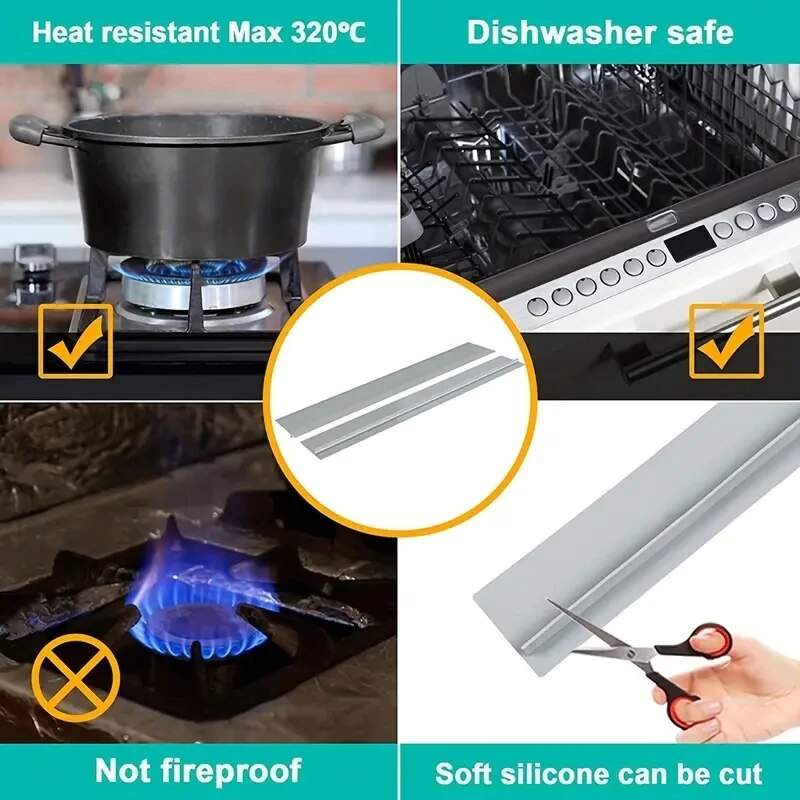 Heat resistant Max 320℃
Dishwasher safe
Not fireproof
Soft silicone can be cut